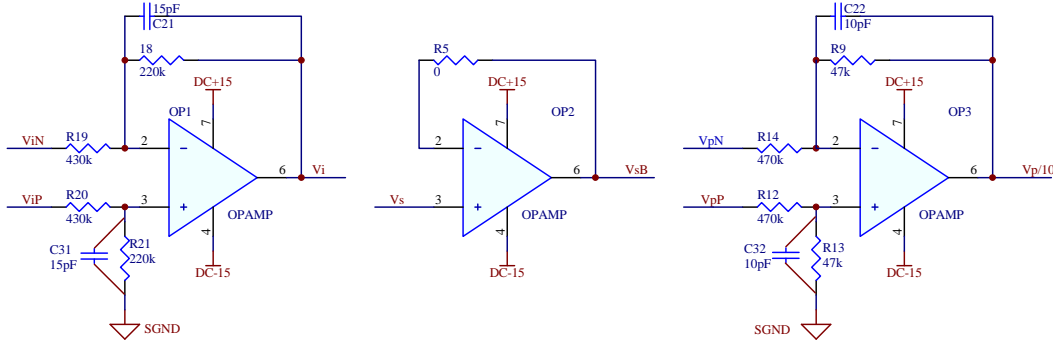 15pF
C21
18
220k
DC+15
OP1
7
ViN
R19
430k
2
6
Vi
ViP
R20
430k
3
OPAMP
4
C31
15pF
R21
220k
DC-15
SGND
R5
0
DC+15
OP2
7
2
6
VsB
Vs
3
OPAMP
4
DC-15
C22
10pF
R9
47k
DC+15
OP3
7
VpN
R14
470k
2
6
Vp/10
VpP
R12
470k
3
OPAMP
4
C32
10pF
R13
47k
DC-15
SGND